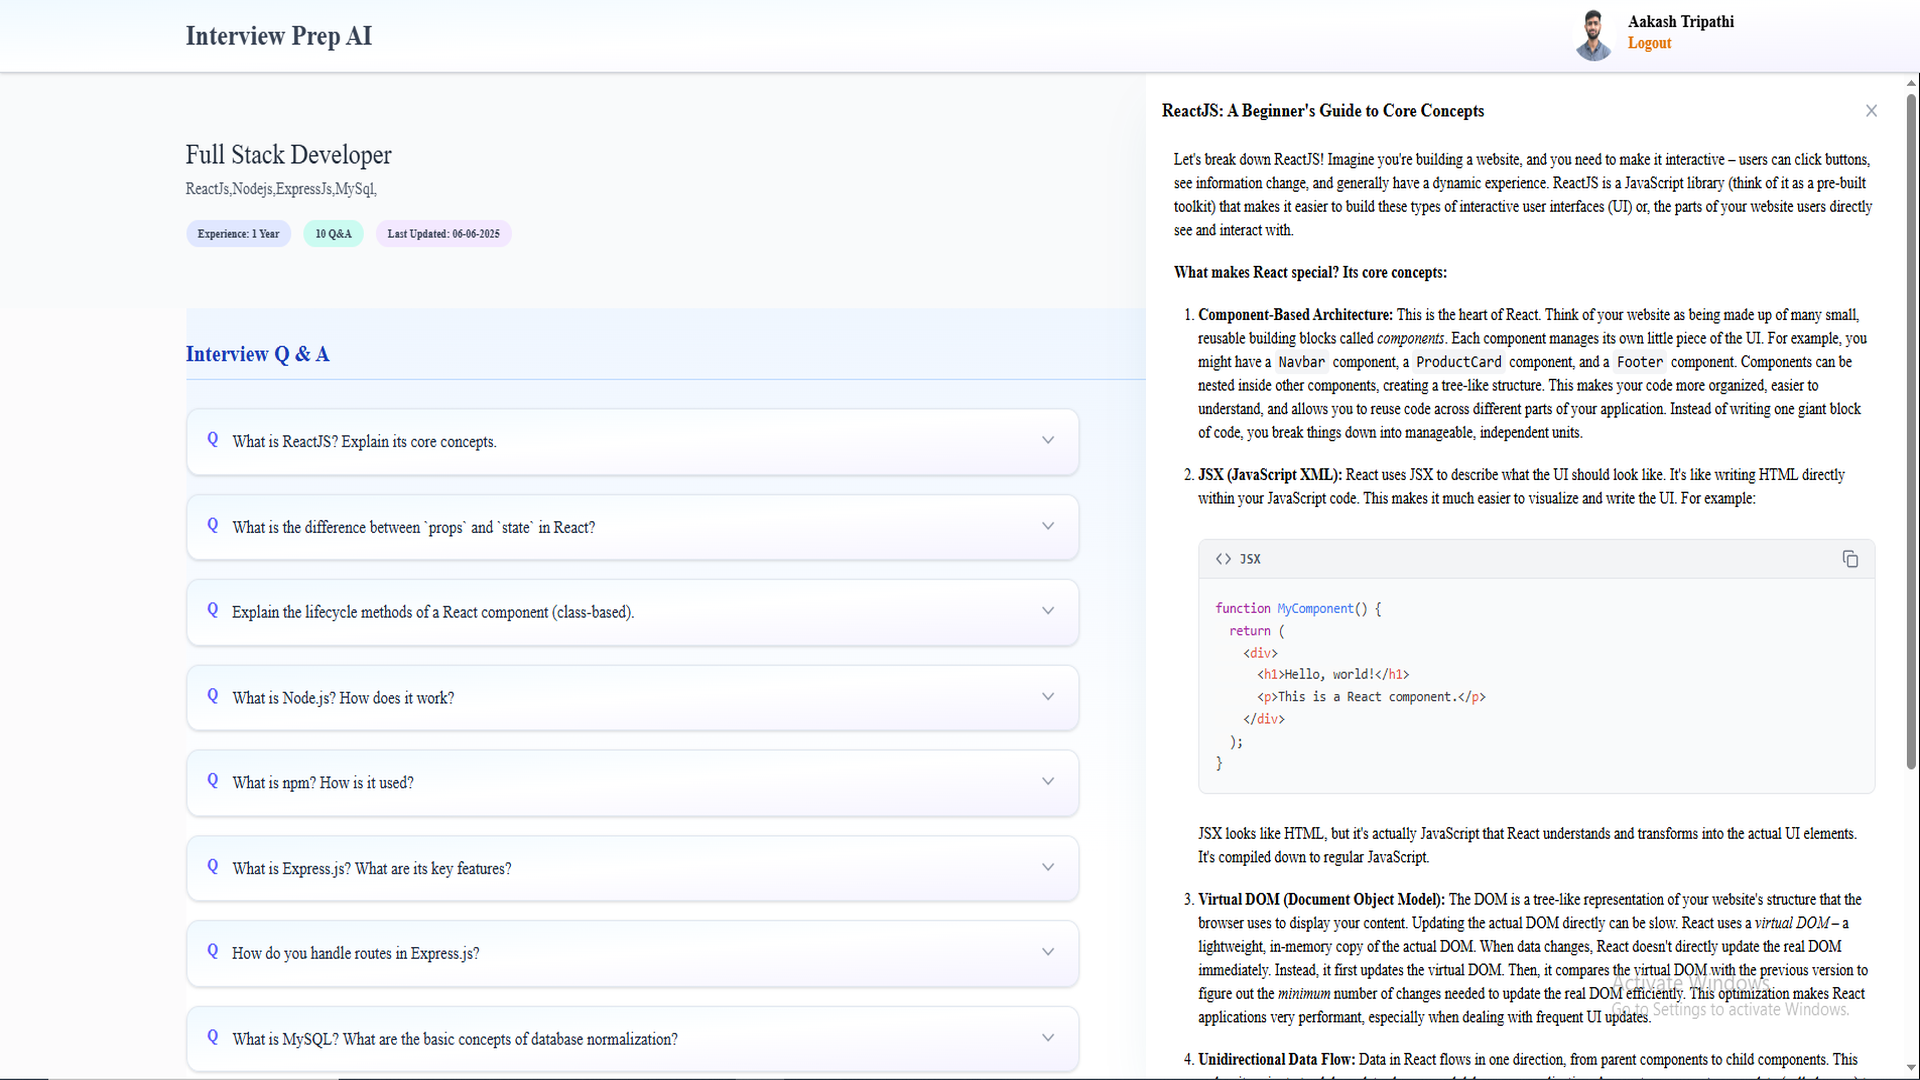 Interview Prep AI
Aakash Tripathi
Logout
Full Stack Developer
ReactJs,Nodejs,ExpressJs,MySql,
Experience: 1 Year
10 Q&A
Last Updated: 06-06-2025
Interview Q & A
Q What is ReactJS? Explain its core concepts.
Q What is the difference between `props` and `state` in React?
Q Explain the lifecycle methods of a React component (class-based).
Q What is Node.js? How does it work?
Q What is npm? How is it used?
Q What is Express.js? What are its key features?
Q How do you handle routes in Express.js?
Q What is MySQL? What are the basic concepts of database normalization?
ReactJS: A Beginner's Guide to Core Concepts
Let's break down ReactJS! Imagine you're building a website, and you need to make it interactive – users can click buttons,
see information change, and generally have a dynamic experience. ReactJS is a JavaScript library (think of it as a pre-built
toolkit) that makes it easier to build these types of interactive user interfaces (UI) or, the parts of your website users directly
see and interact with.
What makes React special? Its core concepts:
1. Component-Based Architecture: This is the heart of React. Think of your website as being made up of many small,
reusable building blocks called components. Each component manages its own little piece of the UI. For example, you
might have a Navbar component, a ProductCard component, and a Footer component. Components can be
nested inside other components, creating a tree-like structure. This makes your code more organized, easier to
understand, and allows you to reuse code across different parts of your application. Instead of writing one giant block
of code, you break things down into manageable, independent units.
2. JSX (JavaScript XML): React uses JSX to describe what the UI should look like. It's like writing HTML directly
within your JavaScript code. This makes it much easier to visualize and write the UI. For example:
<> JSX
function MyComponent() {
return (
<div>
<h1>Hello, world!</h1>
<p>This is a React component.</p>
</div>
);
}
JSX looks like HTML, but it's actually JavaScript that React understands and transforms into the actual UI elements.
It's compiled down to regular JavaScript.
3. Virtual DOM (Document Object Model): The DOM is a tree-like representation of your website's structure that the
browser uses to display your content. Updating the actual DOM directly can be slow. React uses a virtual DOM – a
lightweight, in-memory copy of the actual DOM. When data changes, React doesn't directly update the real DOM
immediately. Instead, it first updates the virtual DOM. Then, it compares the virtual DOM with the previous version to
figure out the minimum number of changes needed to update the real DOM efficiently. This optimization makes React
applications very performant, especially when dealing with frequent UI updates.
4. Unidirectional Data Flow: Data in React flows in one direction, from parent components to child components. This
Activate Windows
Go to Settings to activate Windows.